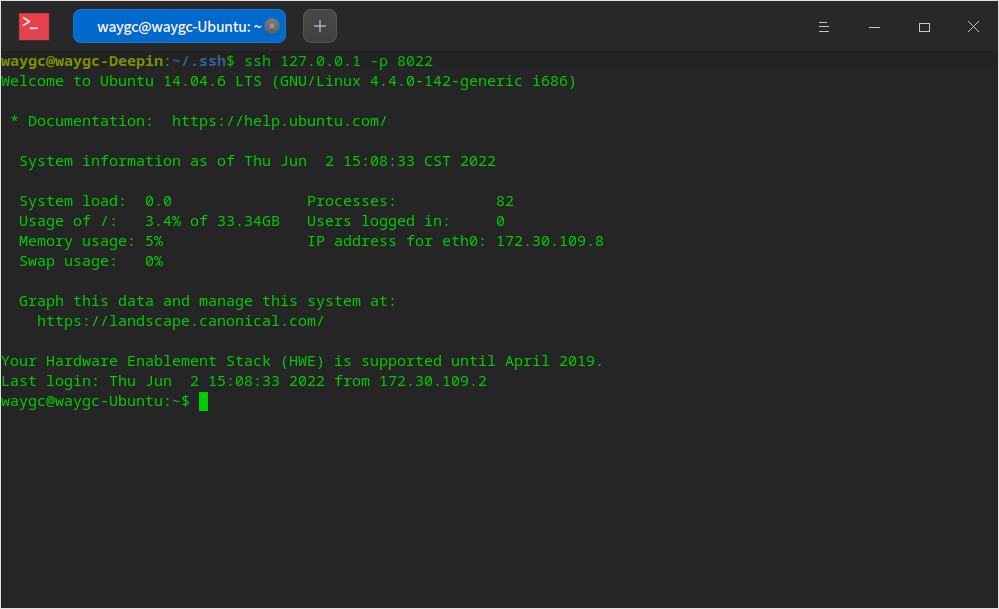 waygc@waygc-Ubuntu: ~
waygc@waygc-Deepin:~/.ssh$ ssh 127.0.0.1 -p 8022
Welcome to Ubuntu 14.04.6 LTS (GNU/Linux 4.4.0-142-generic i686)
 * Documentation:  https://help.ubuntu.com/
  System information as of Thu Jun  2 15:08:33 CST 2022
  System load:  0.0               Processes:           82
  Usage of /:   3.4% of 33.34GB   Users logged in:     0
  Memory usage: 5%                IP address for eth0: 172.30.109.8
  Swap usage:   0%
  Graph this data and manage this system at:
    https://landscape.canonical.com/
Your Hardware Enablement Stack (HWE) is supported until April 2019.
Last login: Thu Jun  2 15:08:33 2022 from 172.30.109.2
waygc@waygc-Ubuntu:~$